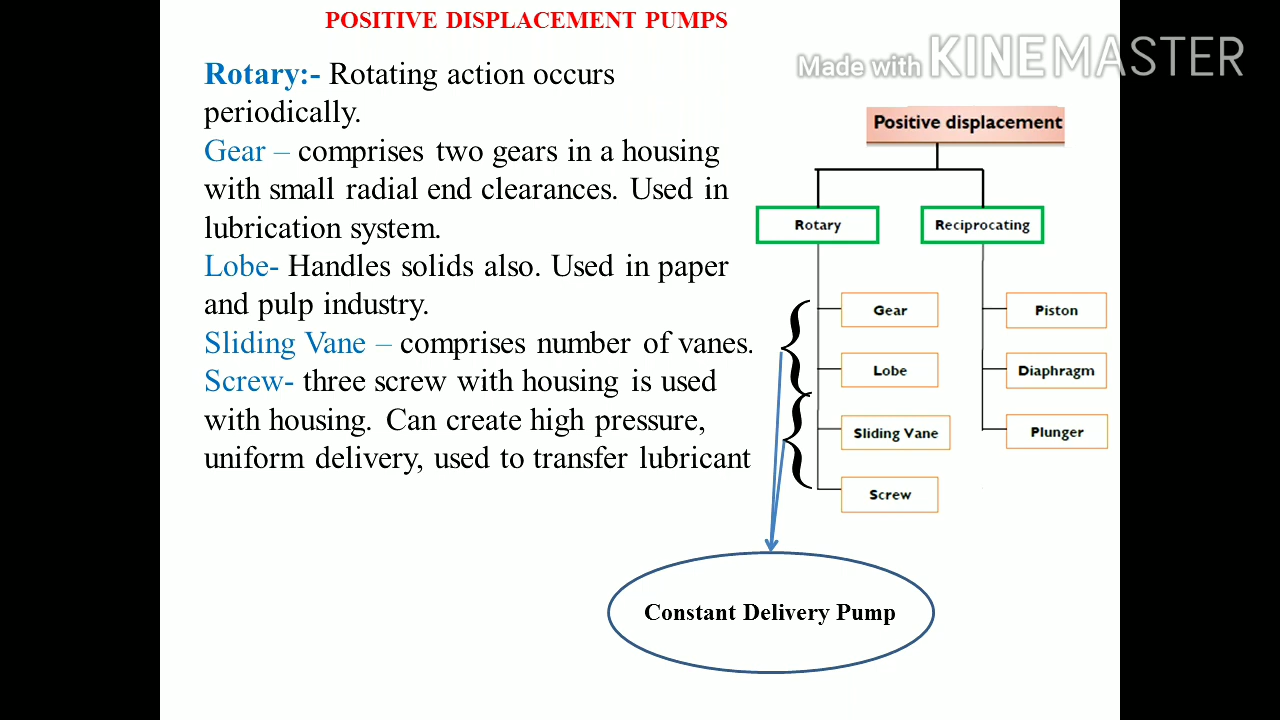 POSITIVE DISPLACEMENT PUMPS
Made with KINEMASTER
Rotary:- Rotating action occurs
periodically.
Gear – comprises two gears in a housing
with small radial end clearances. Used in
lubrication system.
Lobe- Handles solids also. Used in paper
and pulp industry.
Sliding Vane – comprises number of vanes.
Screw- three screw with housing is used
with housing. Can create high pressure,
uniform delivery, used to transfer lubricant
Positive displacement
Rotary
Reciprocating
Gear
Piston
Lobe
Diaphragm
Sliding Vane
Plunger
Screw
Constant Delivery Pump